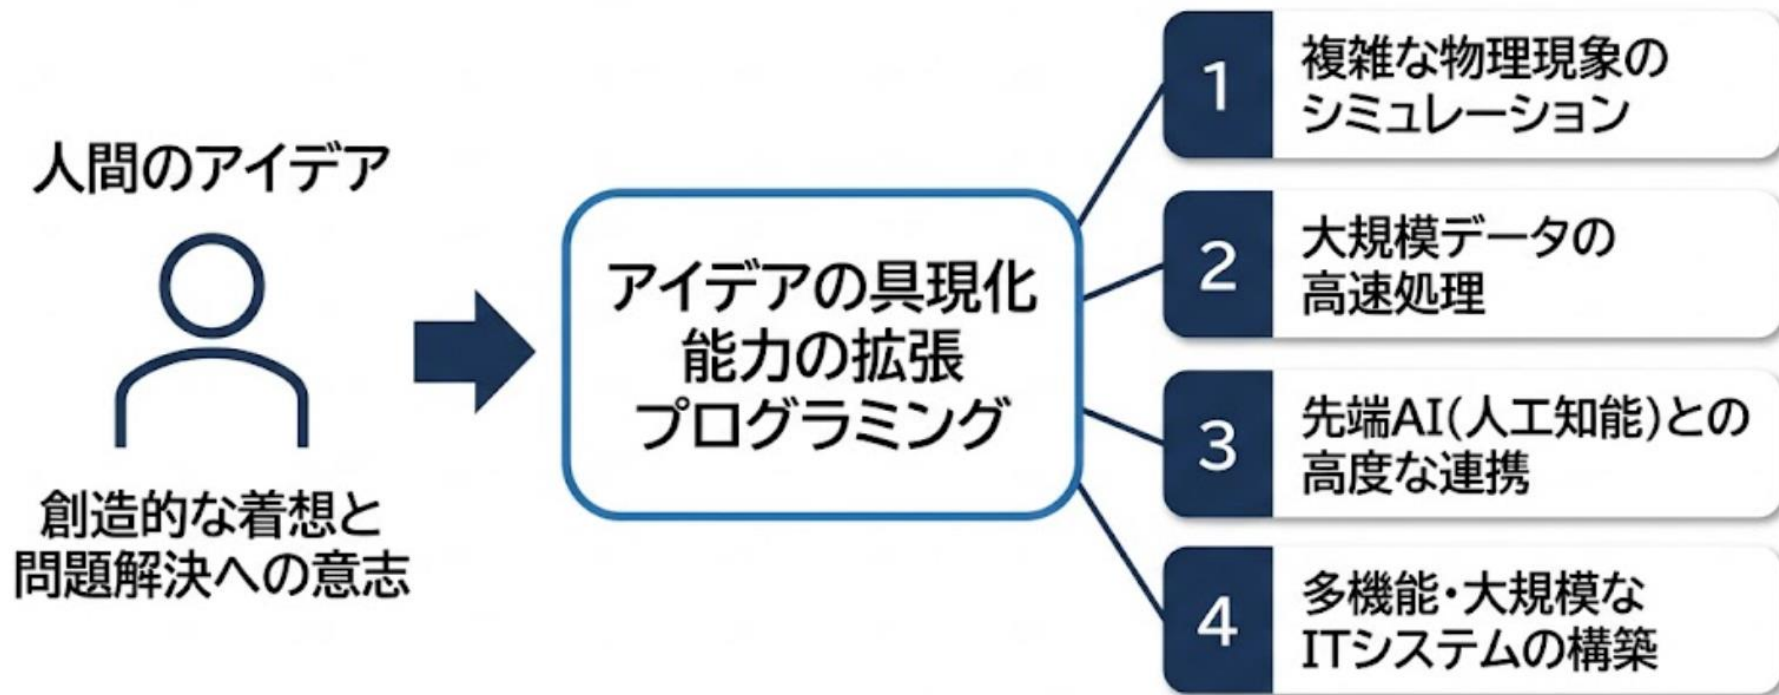 人間のアイデア
創造的な着想と
問題解決への意志
アイデアの具現化
能力の拡張
プログラミング
1
複雑な物理現象の
シミュレーション
2
大規模データの
高速処理
3
先端AI(人工知能)との
高度な連携
4
多機能・大規模な
ITシステムの構築